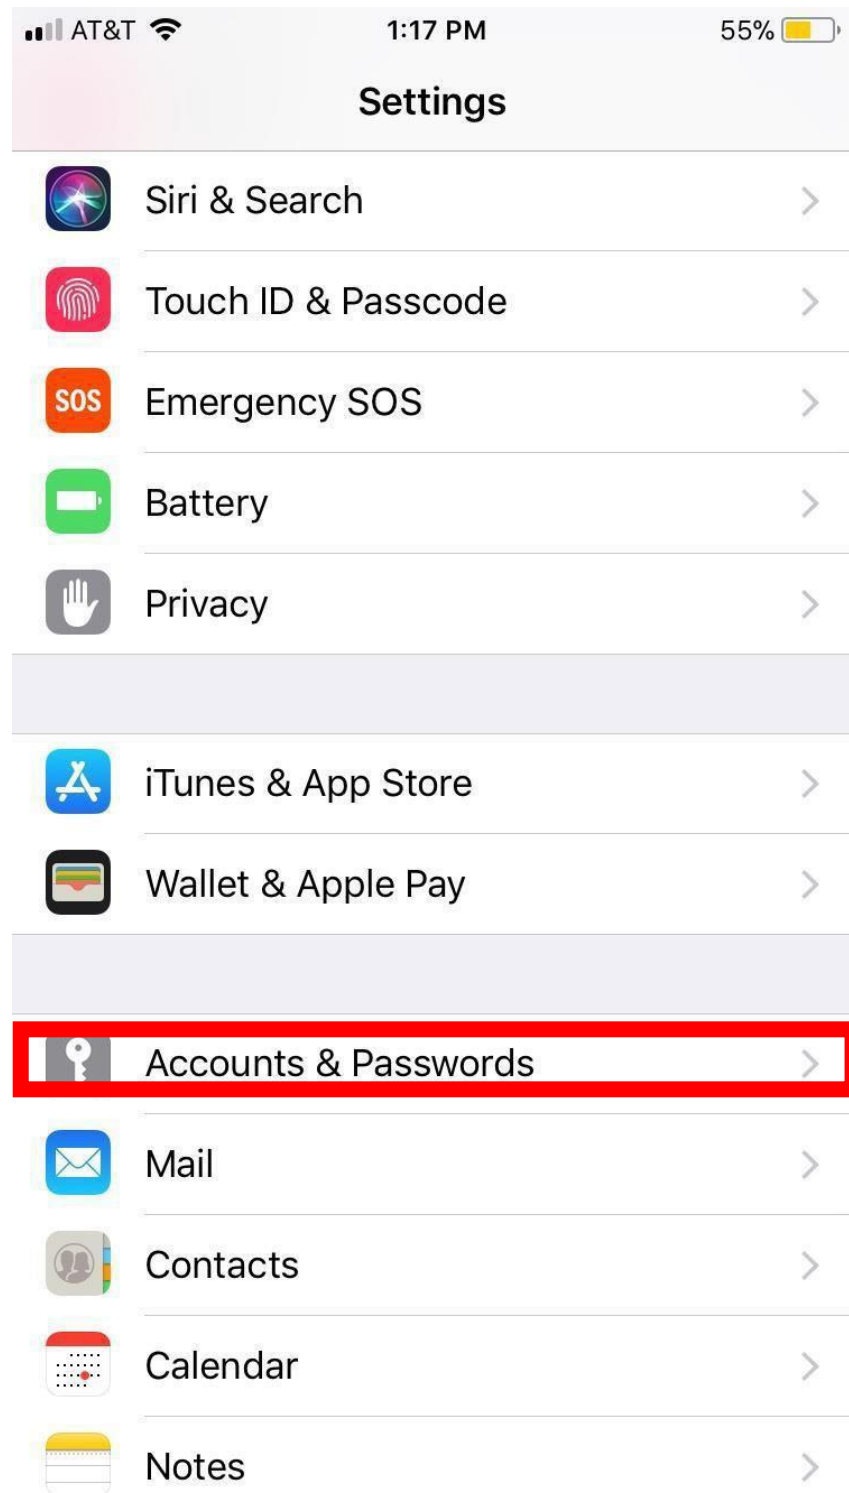 AT&T 1:17 PM 55%
Settings
Siri & Search
Touch ID & Passcode
SOS Emergency SOS
Battery
Privacy
iTunes & App Store
Wallet & Apple Pay
Accounts & Passwords
Mail
Contacts
Calendar
Notes